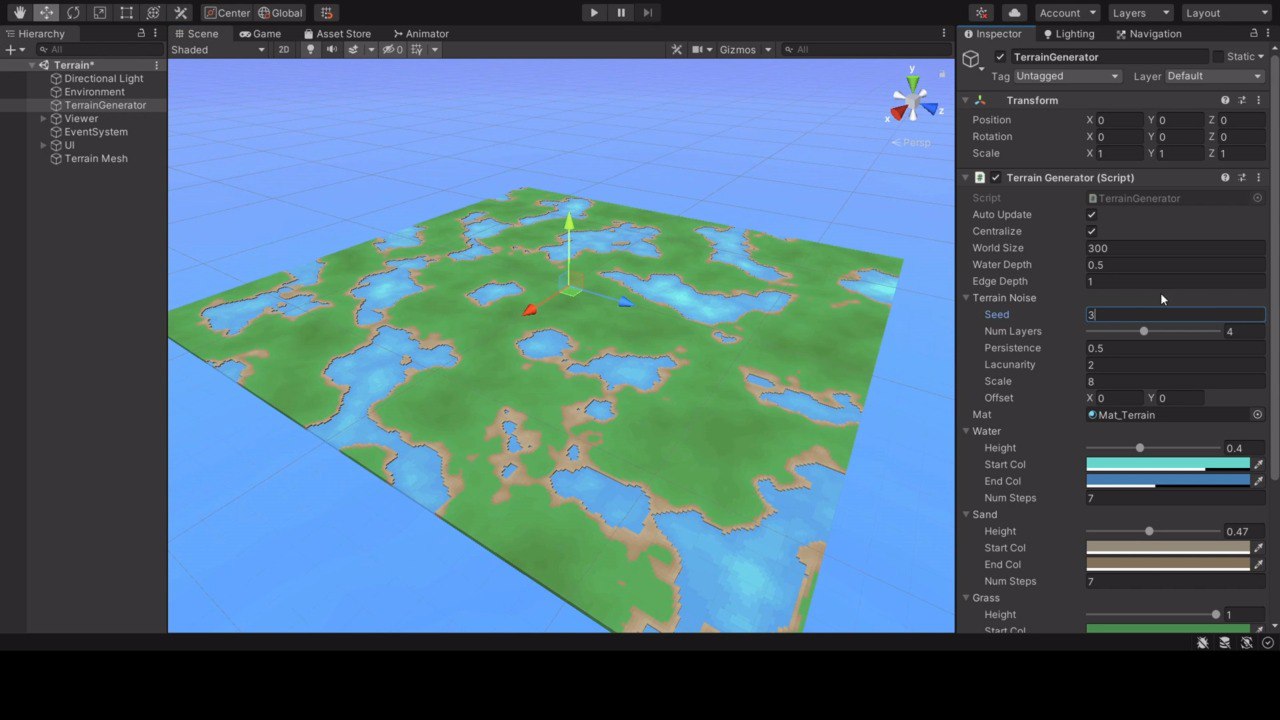 Center Global Account Layers Layout
Hierarchy Scene Game Asset Store Animator Inspector Lighting Navigation
All Shaded 2D 0 Gizmos All
TerrainGenerator Static
Tag Untagged Layer Default
Terrain*
Directional Light
Environment
TerrainGenerator
Viewer
EventSystem
UI
Terrain Mesh
y
x
z
Persp
Transform
Position X 0 Y 0 Z 0
Rotation X 0 Y 0 Z 0
Scale X 1 Y 1 Z 1
Terrain Generator (Script)
Script TerrainGenerator
Auto Update
Centralize
World Size 300
Water Depth 0.5
Edge Depth 1
Terrain Noise
Seed 3
Num Layers 4
Persistence 0.5
Lacunarity 2
Scale 8
Offset X 0 Y 0
Mat Mat_Terrain
Water
Height 0.4
Start Col
End Col
Num Steps 7
Sand
Height 0.47
Start Col
End Col
Num Steps 7
Grass
Height 1
Start Col